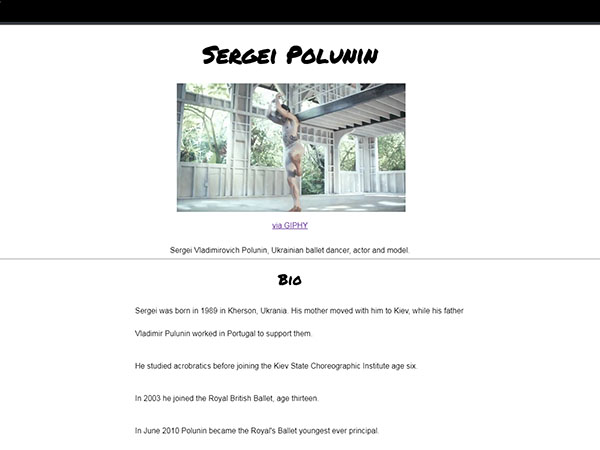 Sergei Polunin
via GIPHY
Sergei Vladimirovich Polunin, Ukrainian ballet dancer, actor and model.
Bio
Sergei was born in 1989 in Kherson, Ukrania. His mother moved with him to Kiev, while his father
Vladimir Pulunin worked in Portugal to support them.
He studied acrobratics before joining the Kiev State Choreographic Institute age six.
In 2003 he joined the Royal British Ballet, age thirteen.
In June 2010 Polunin became the Royal's Ballet youngest ever principal.